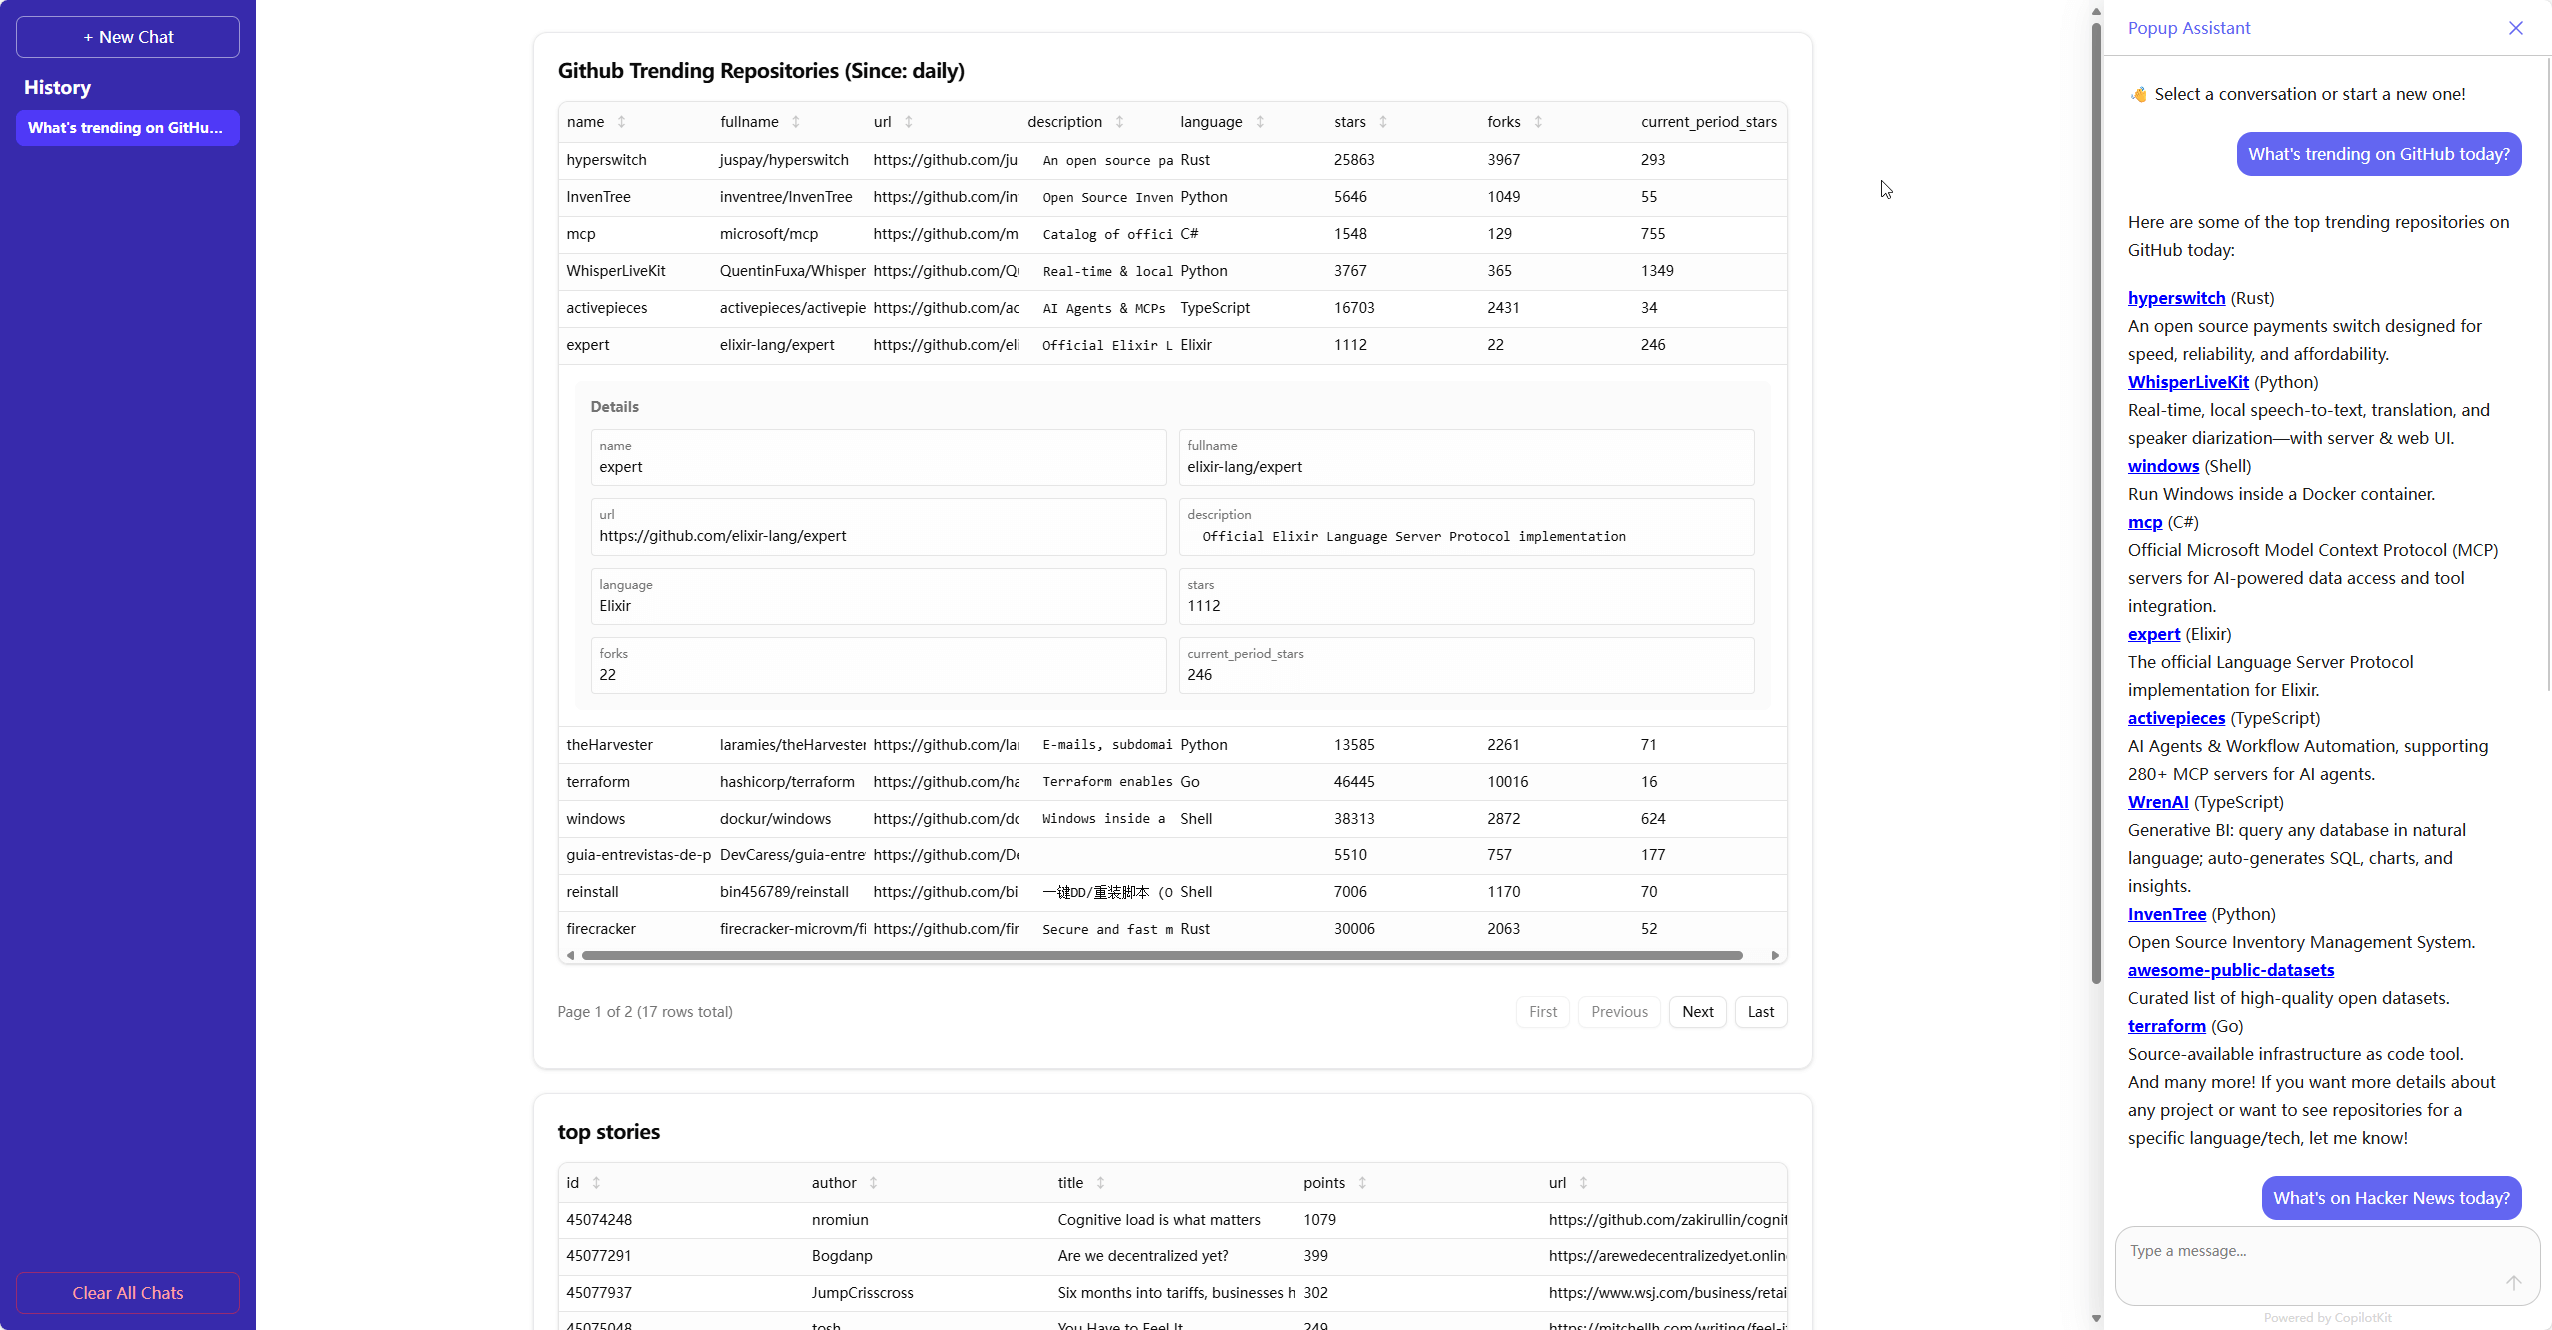 + New Chat
History
What's trending on GitHu...
Clear All Chats
Github Trending Repositories (Since: daily)
name fullname url description language stars forks current_period_stars
hyperswitch juspay/hyperswitch https://github.com/ju An open source pa Rust 25863 3967 293
InvenTree inventree/InvenTree https://github.com/in Open Source Inven Python 5646 1049 55
mcp microsoft/mcp https://github.com/m Catalog of offici C# 1548 129 755
WhisperLiveKit QuentinFuxa/Whisper https://github.com/Q Real-time & local Python 3767 365 1349
activepieces activepieces/activepie https://github.com/ac AI Agents & MCPs TypeScript 16703 2431 34
expert elixir-lang/expert https://github.com/eli Official Elixir L Elixir 1112 22 246
Details
name
expert
fullname
elixir-lang/expert
url
https://github.com/elixir-lang/expert
description
Official Elixir Language Server Protocol implementation
language
Elixir
stars
1112
forks
22
current_period_stars
246
theHarvester laramies/theHarvester https://github.com/la E-mails, subdomai Python 13585 2261 71
terraform hashicorp/terraform https://github.com/ha Terraform enables Go 46445 10016 16
windows dockur/windows https://github.com/do Windows inside a Shell 38313 2872 624
guia-entrevistas-de-p DevCaress/guia-entre https://github.com/De 5510 757 177
reinstall bin456789/reinstall https://github.com/bi 一键DD/重装脚本 (O Shell 7006 1170 70
firecracker firecracker-microvm/fi https://github.com/fir Secure and fast m Rust 30006 2063 52
Page 1 of 2 (17 rows total)
First Previous Next Last
top stories
id author title points url
45074248 nromiun Cognitive load is what matters 1079 https://github.com/zakirullin/cognit
45077291 Bogdanp Are we decentralized yet? 399 https://arewedecentralizedyet.onlin
45077937 JumpCrisscross Six months into tariffs, businesses h 302 https://www.wsj.com/business/retai
45075048 tosh You Have to Feel It 249 https://mitchellh.com/writing/feel-i
Popup Assistant
👋 Select a conversation or start a new one!
What's trending on GitHub today?
Here are some of the top trending repositories on
GitHub today:
hyperswitch (Rust)
An open source payments switch designed for
speed, reliability, and affordability.
WhisperLiveKit (Python)
Real-time, local speech-to-text, translation, and
speaker diarization—with server & web UI.
windows (Shell)
Run Windows inside a Docker container.
mcp (C#)
Official Microsoft Model Context Protocol (MCP)
servers for AI-powered data access and tool
integration.
expert (Elixir)
The official Language Server Protocol
implementation for Elixir.
activepieces (TypeScript)
AI Agents & Workflow Automation, supporting
280+ MCP servers for AI agents.
WrenAI (TypeScript)
Generative BI: query any database in natural
language; auto-generates SQL, charts, and
insights.
InvenTree (Python)
Open Source Inventory Management System.
awesome-public-datasets
Curated list of high-quality open datasets.
terraform (Go)
Source-available infrastructure as code tool.
And many more! If you want more details about
any project or want to see repositories for a
specific language/tech, let me know!
What's on Hacker News today?
Type a message...
Powered by CopilotKit